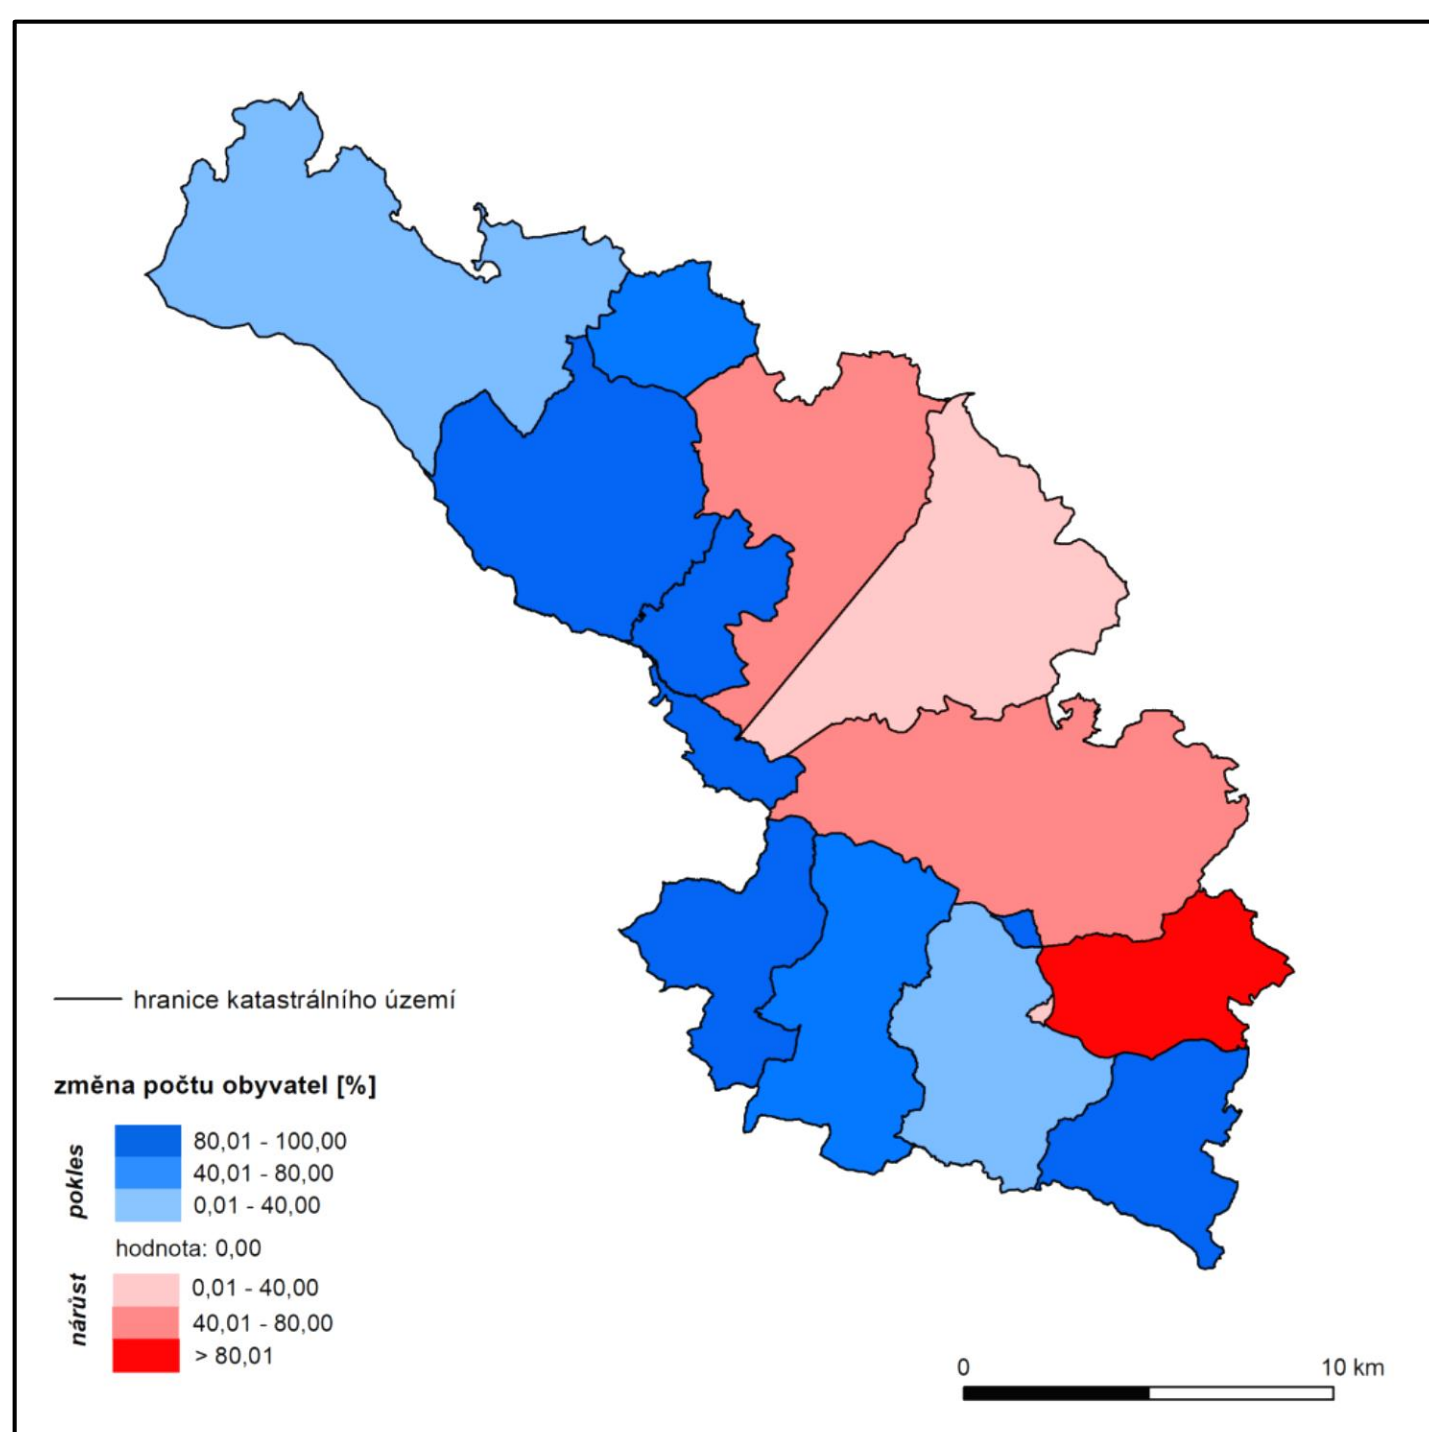 hranice katastrálního území
změna počtu obyvatel [%]
pokles
80,01 - 100,00
40,01 - 80,00
0,01 - 40,00
hodnota: 0,00
nárůst
0,01 - 40,00
40,01 - 80,00
> 80,01
0 10 km